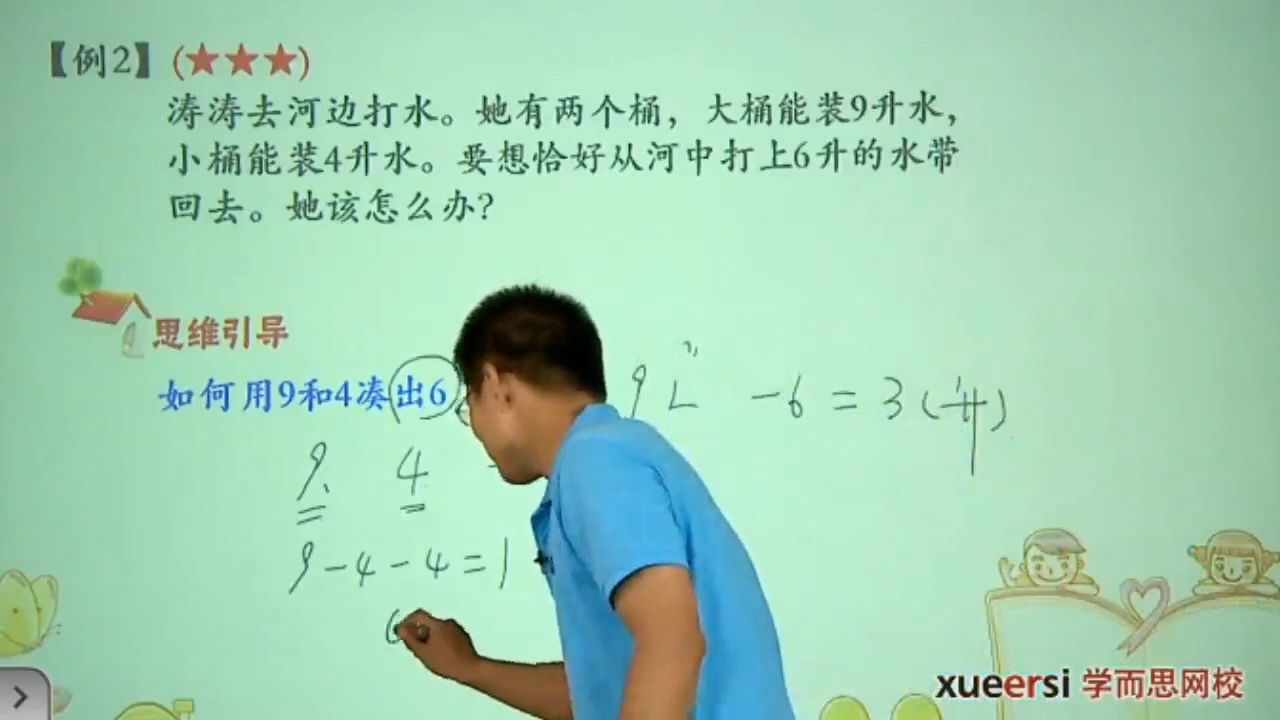 【例2】(★★★)
涛涛去河边打水。她有两个桶，大桶能装9升水，
小桶能装4升水。要想恰好从河中打上6升的水带
回去。她该怎么办?
思维引导
如何用9和4凑出6
9 L - 6 = 3 (升)
9 4
9 - 4 - 4 = 1
xueersi 学而思网校